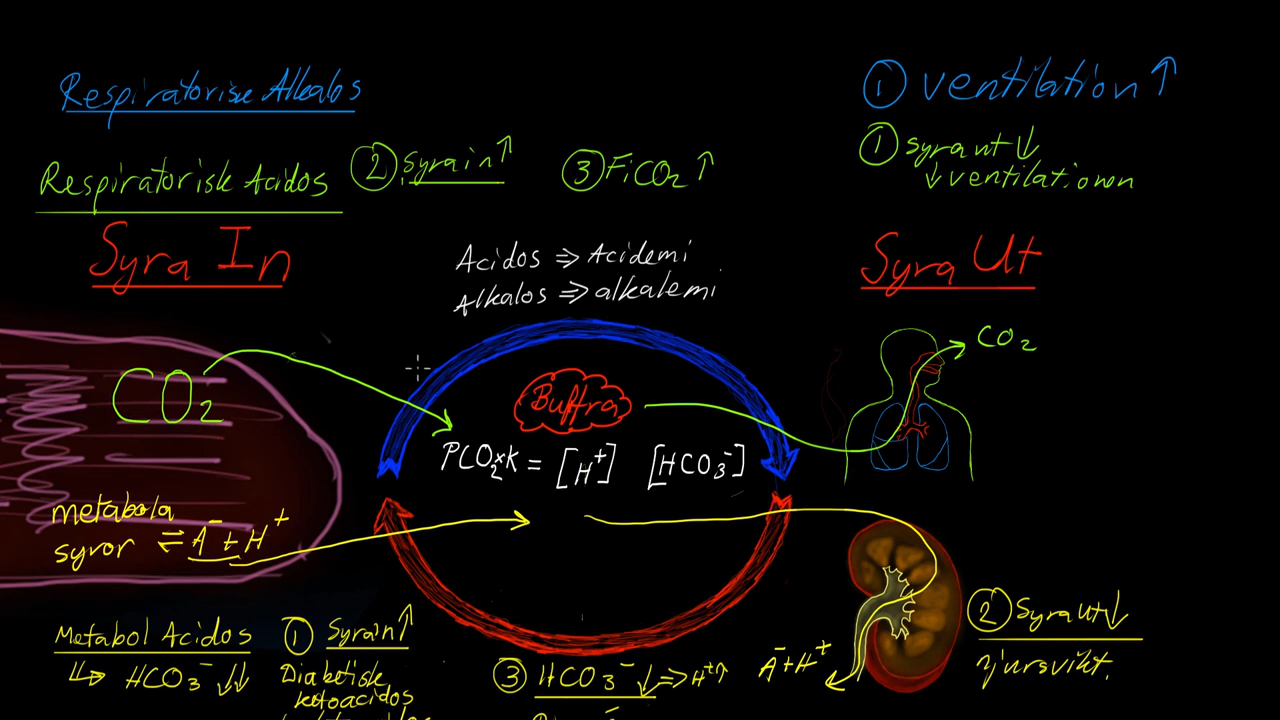 Respiratorisk Alkalos
① ventilation ↑
Respiratorisk Acidos
② Syra in ↑
③ FiCO₂ ↑
① syra ut ↓
↓ ventilationen
Syra In
Syra Ut
Acidos ⇒ Acidemi
Alkalos ⇒ alkalemi
CO₂
CO₂
Buffra
PCO₂×K = [H⁺] [HCO₃⁻]
metabola
syror ⇌ A⁻ + H⁺
Metabol Acidos
↳ HCO₃⁻ ↓↓
① Syra in ↑
Diabetisk
ketoacidos
③ HCO₃⁻ ↓ ⇒ H⁺↑
A⁻ + H⁺
② Syra ut ↓
njursvikt.